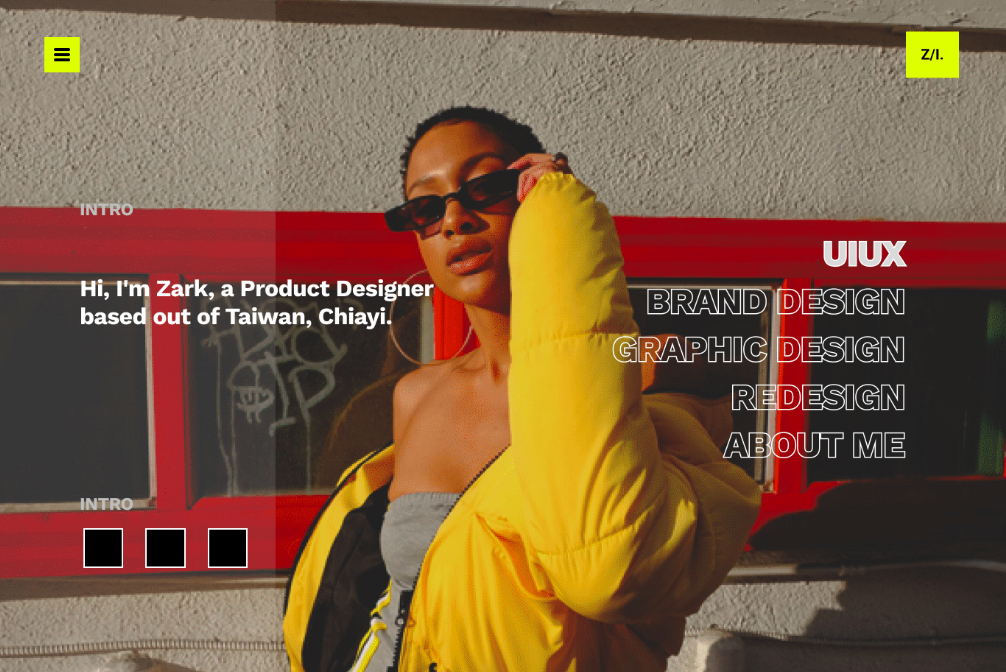 Z/I.
INTRO
Hi, I'm Zark, a Product Designer
based out of Taiwan, Chiayi.
UIUX
BRAND DESIGN
GRAPHIC DESIGN
REDESIGN
ABOUT ME
INTRO